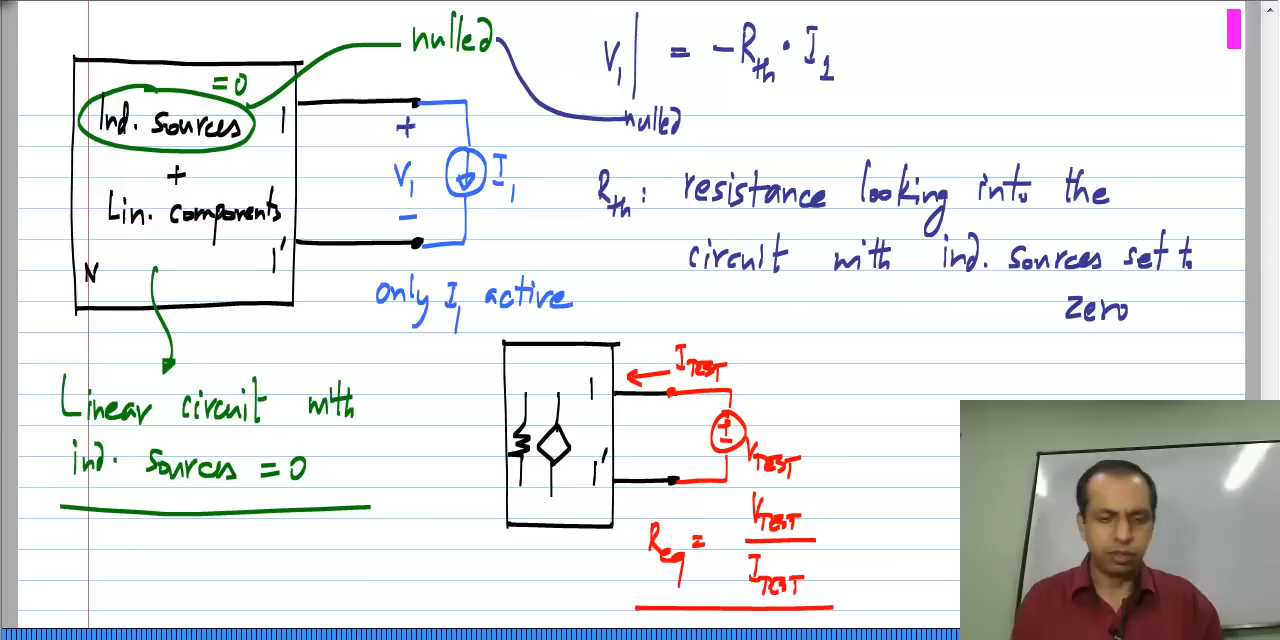 nulled
= 0
Ind. sources
+
Lin. components
N
1
1'
+
V1
−
I1
only I1 active
V1| = −Rth · I1
nulled
Rth: resistance looking into the
circuit with ind. sources set to
zero
Linear circuit with
ind. sources = 0
1
1'
ITEST
+
−
VTEST
Req = VTEST
ITEST